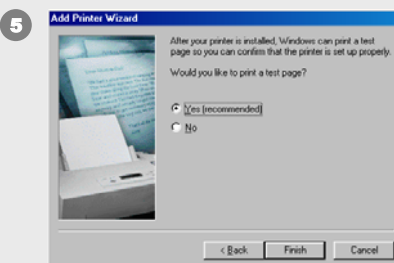 5
Add Printer Wizard
After your printer is installed, Windows can print a test
page so you can confirm that the printer is set up properly.
Would you like to print a test page?
Yes (recommended)
No
< Back
Finish
Cancel